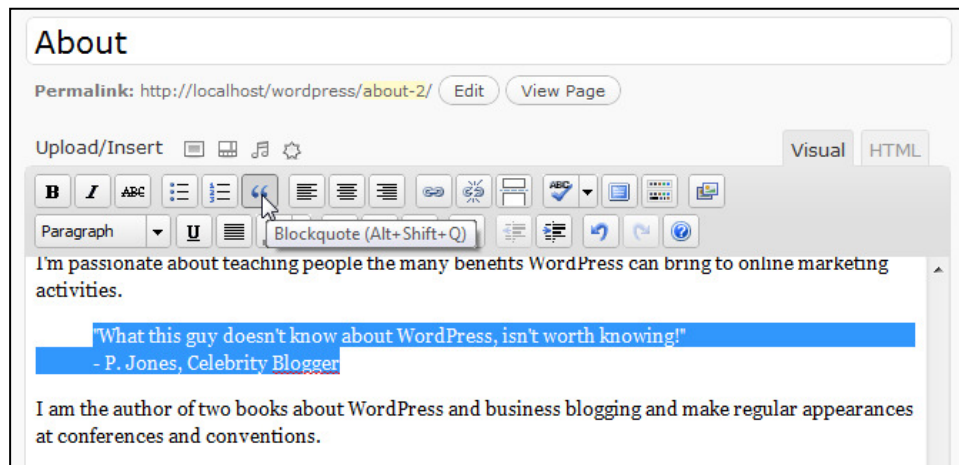 About
Permalink: http://localhost/wordpress/about-2/ Edit View Page
Upload/Insert Visual HTML
B I ABC ABC
Paragraph U Blockquote (Alt+Shift+Q)
I'm passionate about teaching people the many benefits WordPress can bring to online marketing
activities.
"What this guy doesn't know about WordPress, isn't worth knowing!"
- P. Jones, Celebrity Blogger
I am the author of two books about WordPress and business blogging and make regular appearances
at conferences and conventions.